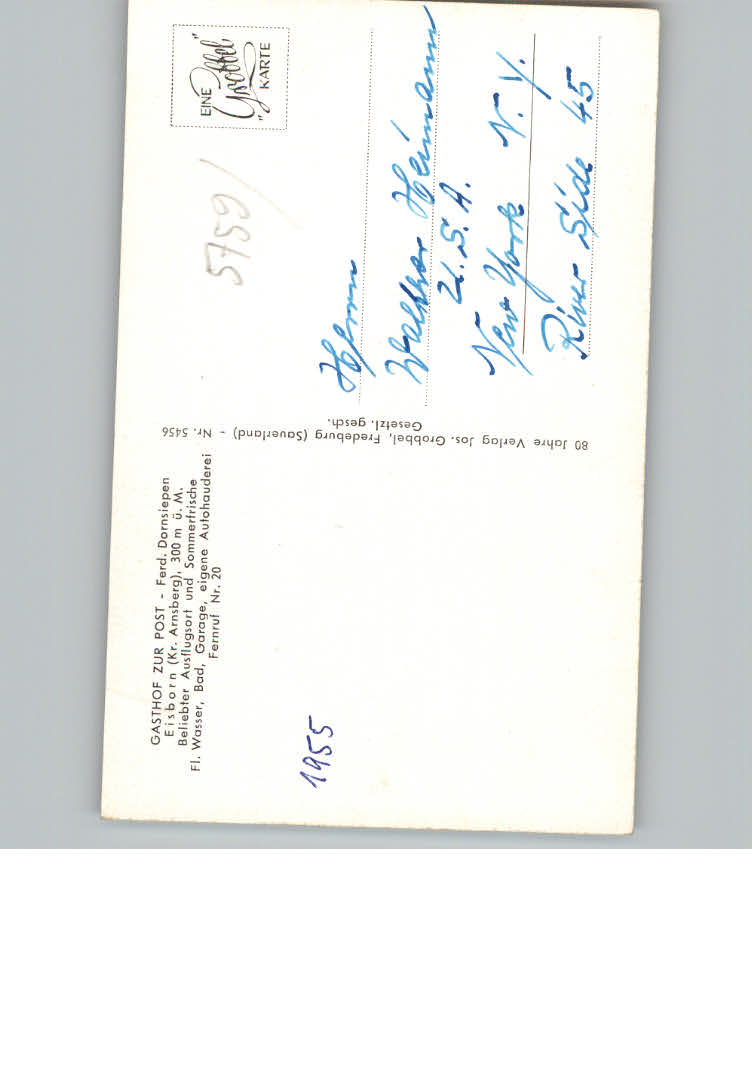 GASTHOF ZUR POST - Ferd. Dornsiepen
Eisborn (Kr. Arnsberg), 300 m ü. M.
Beliebter Ausflugsort und Sommerfrische
Fl. Wasser, Bad, Garage, eigene Autohauderei
Fernruf Nr. 20
1955
80 Jahre Verlag Jos. Grobbel, Fredeburg (Sauerland) - Nr. 5456
Gesetzl. gesch.
EINE
"Grobbel"
KARTE
5759/
Herrn
Walther Heimann
U.S.A.
New York N.Y.
River Side 45